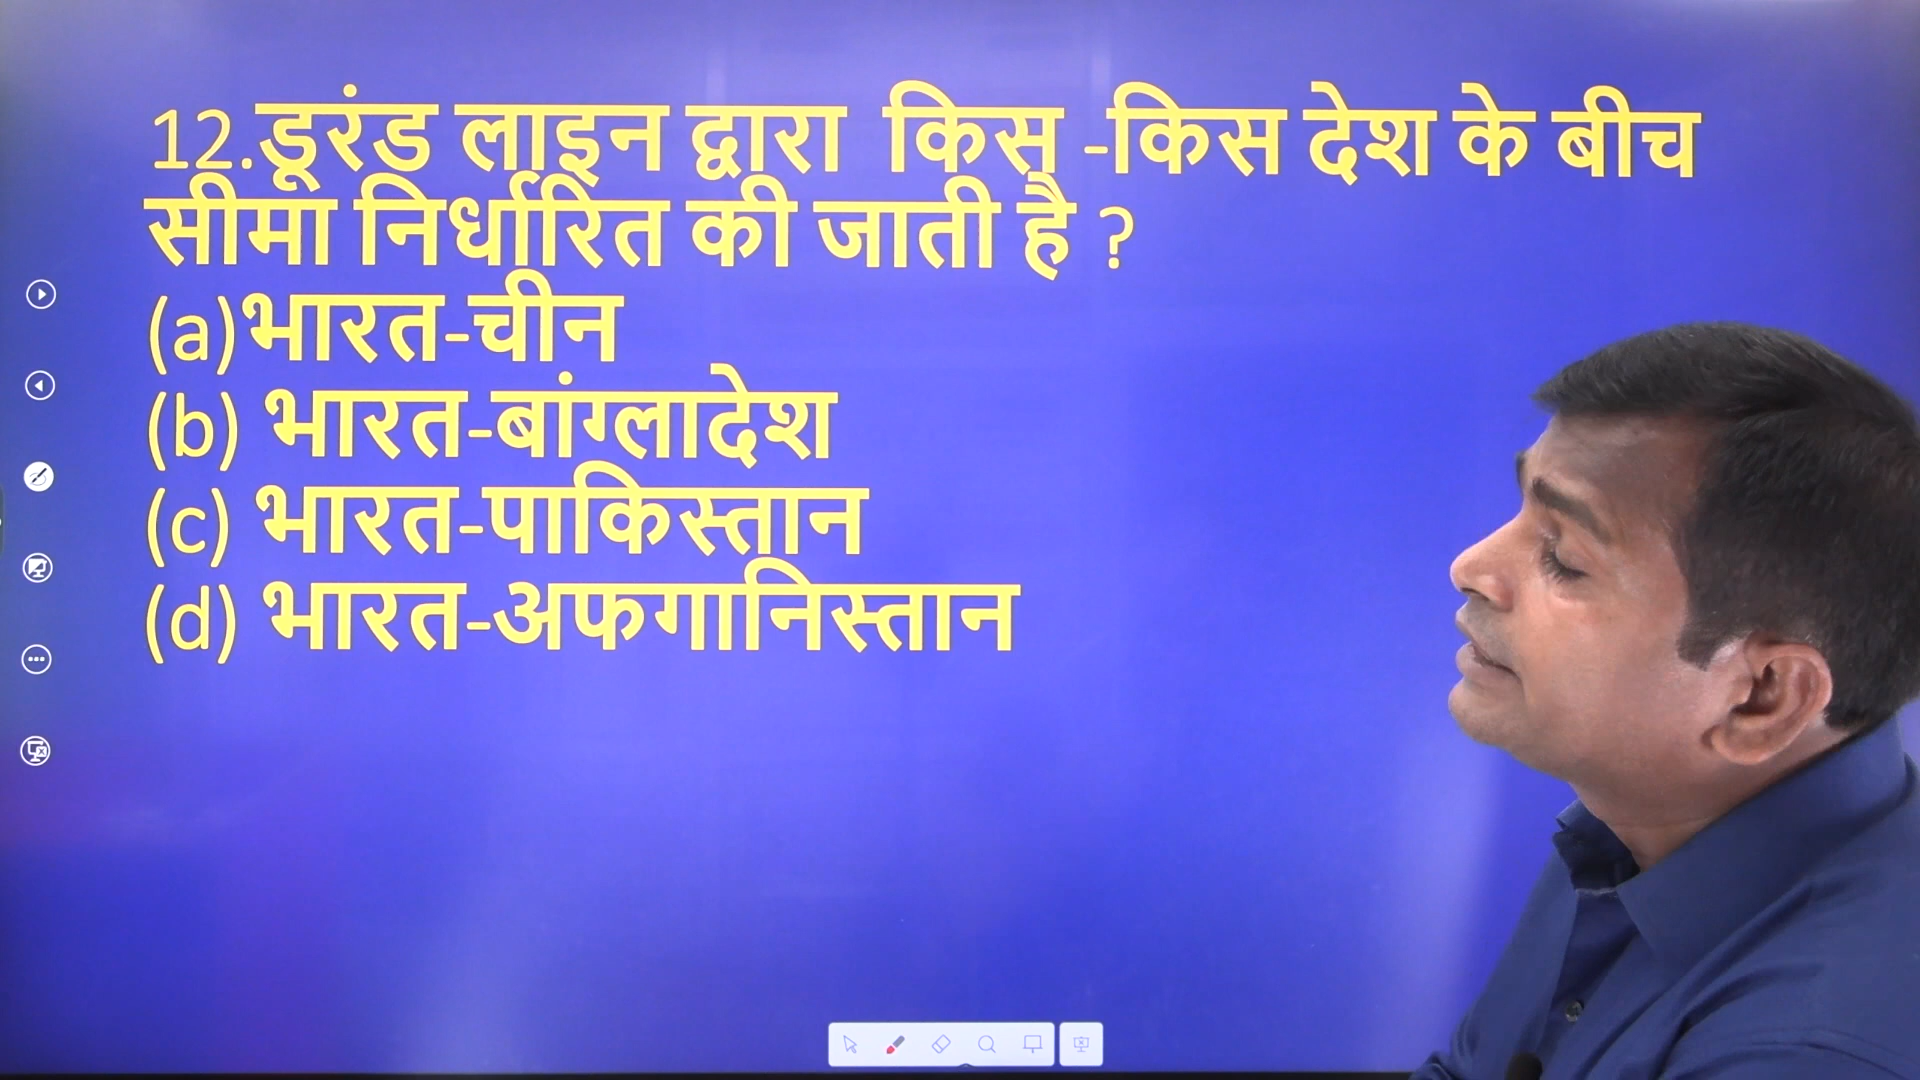 12.डूरंड लाइन द्वारा किस -किस देश के बीच
सीमा निर्धारित की जाती है ?
(a)भारत-चीन
(b) भारत-बांग्लादेश
(c) भारत-पाकिस्तान
(d) भारत-अफगानिस्तान